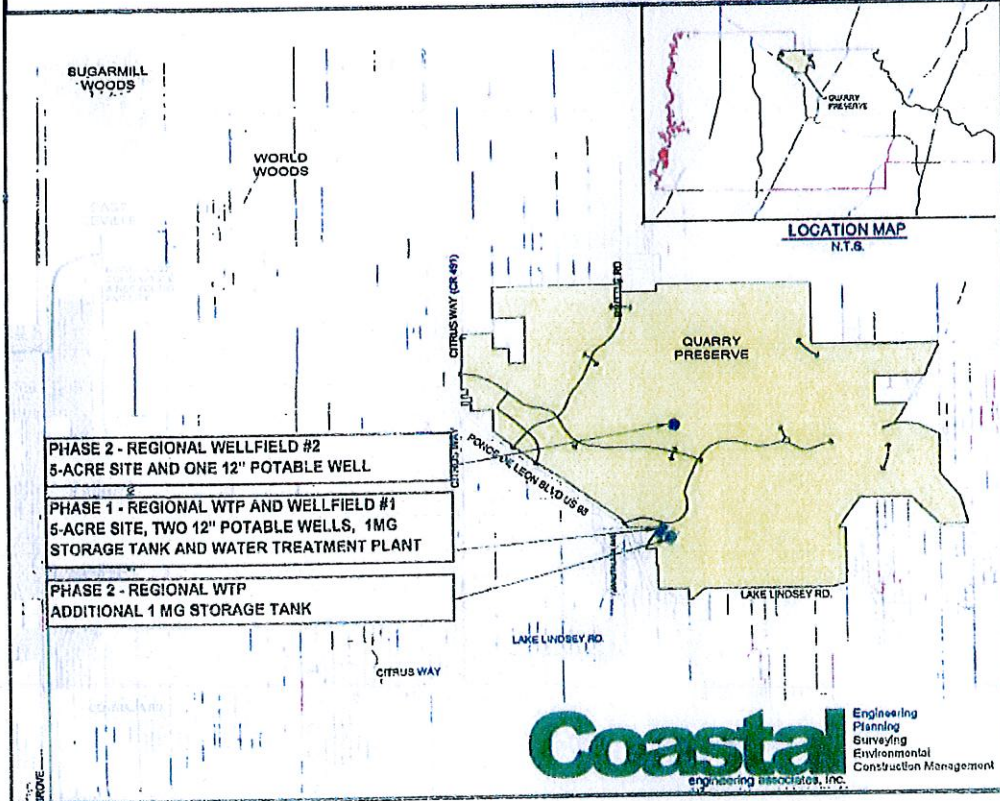 SUGARMILL
WOODS
WORLD
WOODS
QUARRY
PRESERVE
LOCATION MAP
N.T.S.
CITRUS WAY (CR 491)
QUARRY
PRESERVE
PHASE 2 - REGIONAL WELLFIELD #2
5-ACRE SITE AND ONE 12" POTABLE WELL
CITRUS WAY
PONCE DE LEON BLVD US 98
PHASE 1 - REGIONAL WTP AND WELLFIELD #1
5-ACRE SITE, TWO 12" POTABLE WELLS, 1MG
STORAGE TANK AND WATER TREATMENT PLANT
PHASE 2 - REGIONAL WTP
ADDITIONAL 1 MG STORAGE TANK
LAKE LINDSEY RD.
LAKE LINDSEY RD.
CITRUS WAY
Coastal
engineering associates, inc.
Engineering
Planning
Surveying
Environmental
Construction Management